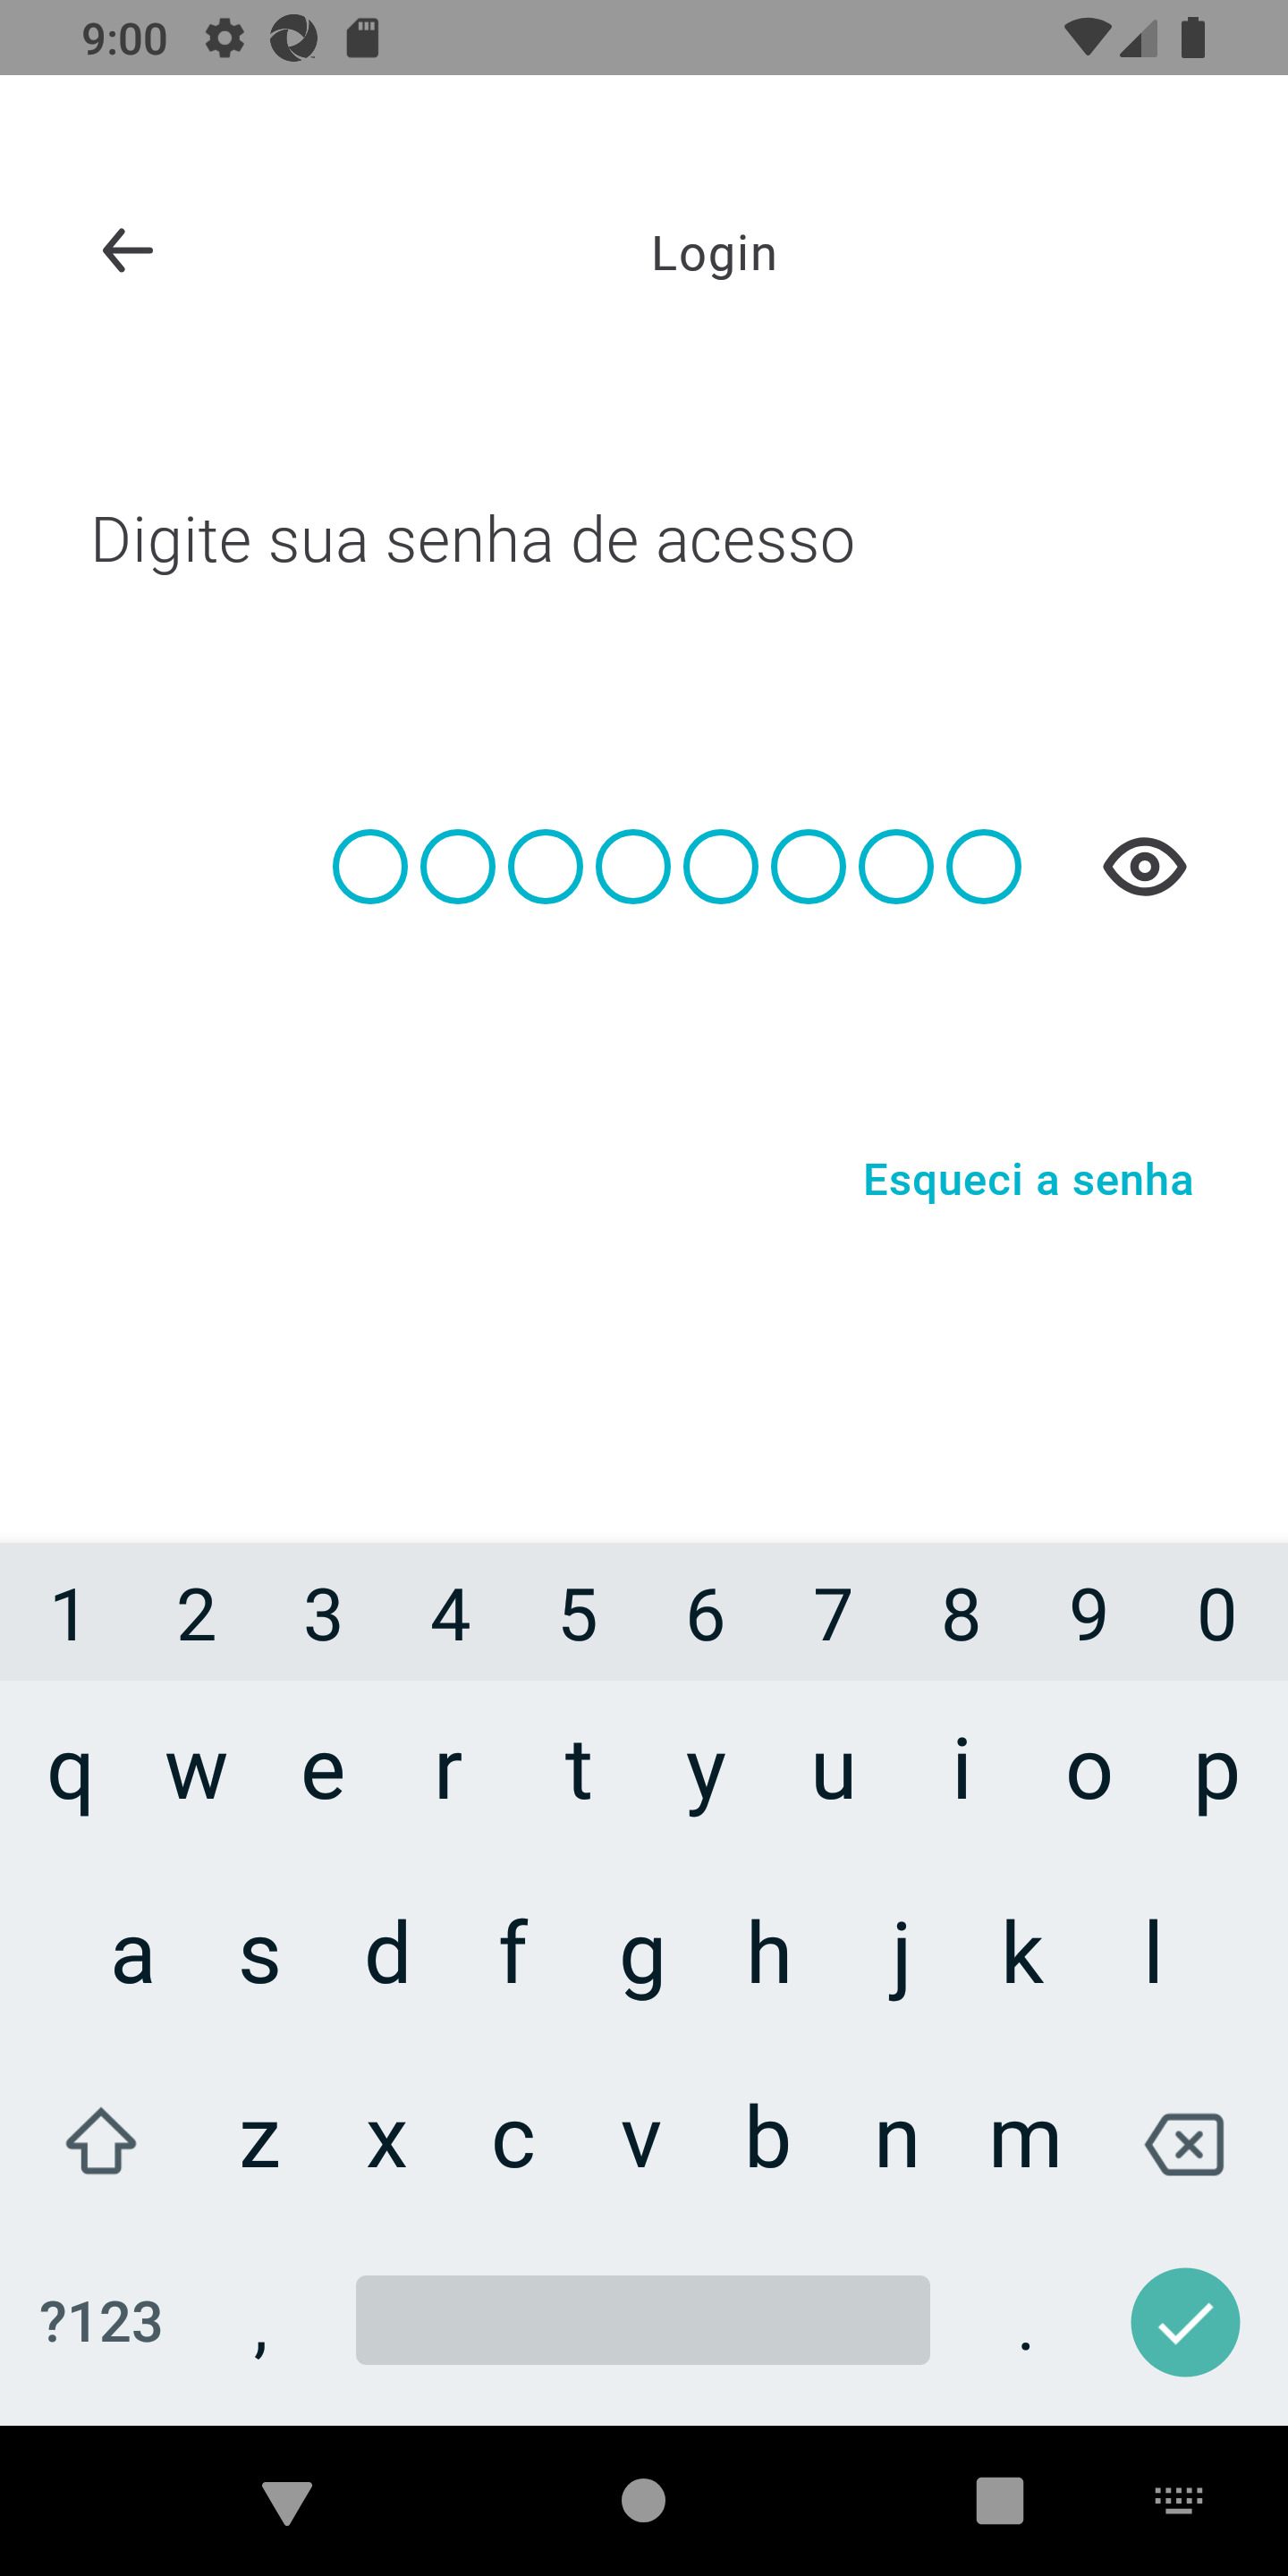 9:00
Login
Digite sua senha de acesso
Esqueci a senha
1 2 3 4 5 6 7 8 9 0
q w e r t y u i o p
a s d f g h j k l
z x c v b n m
?123 , .